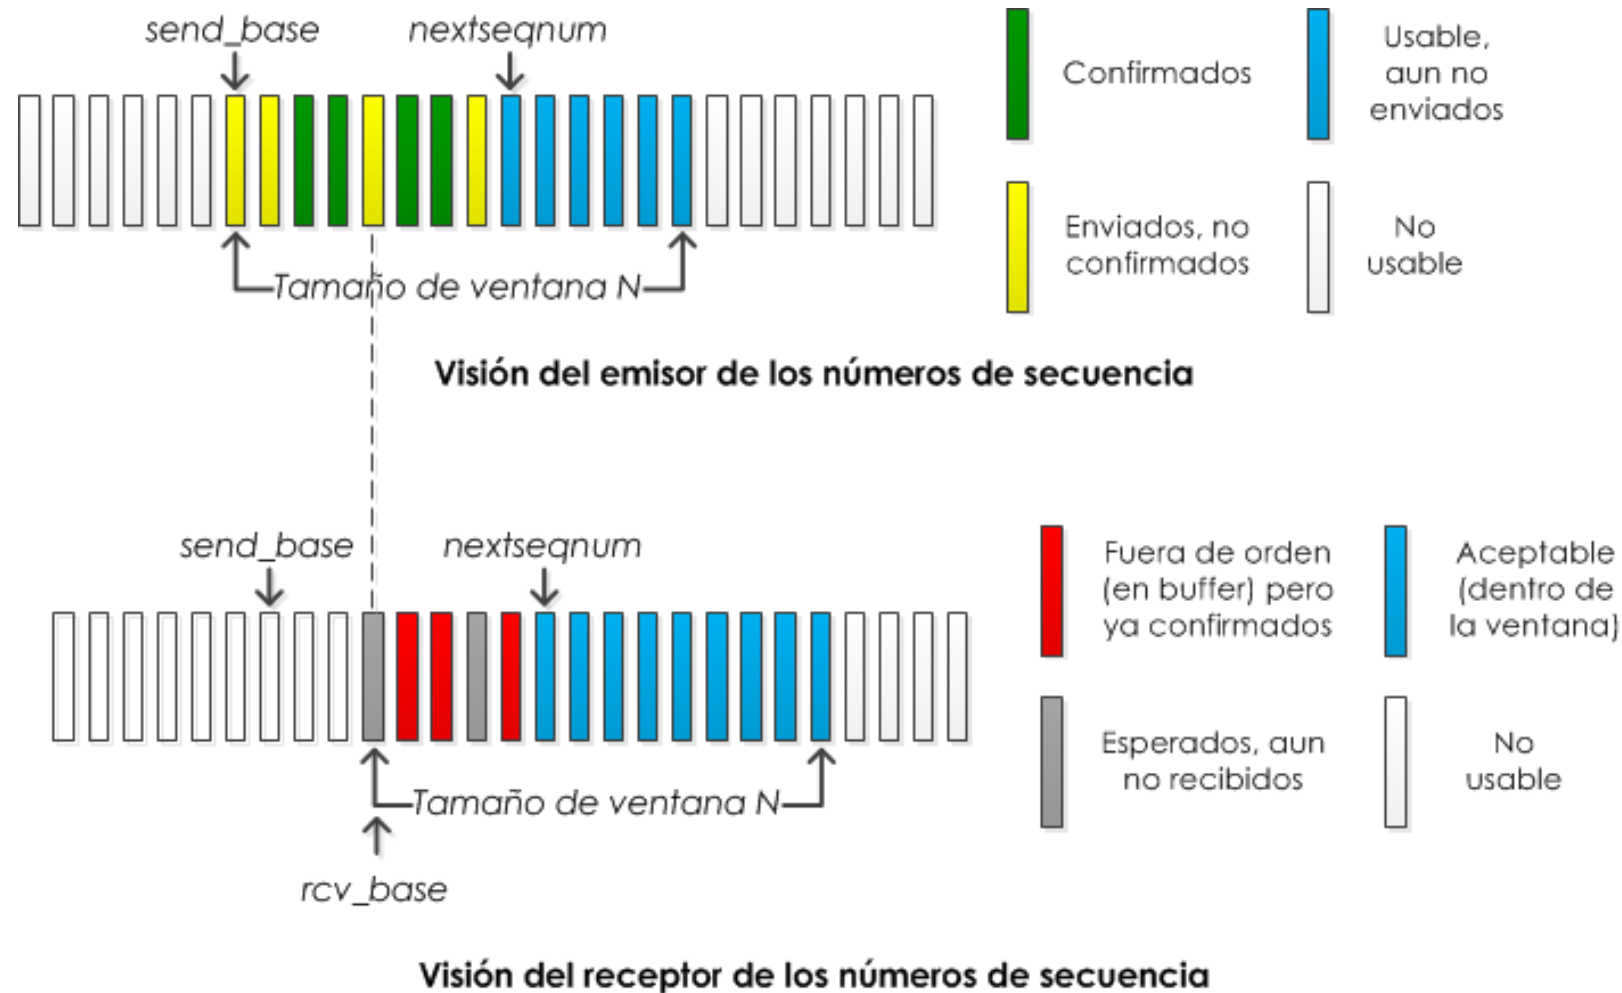 send_base
nextseqnum
Confirmados
Usable,
aun no
enviados
Enviados, no
confirmados
No
usable
Tamaño de ventana N
Visión del emisor de los números de secuencia
send_base
nextseqnum
Fuera de orden
(en buffer) pero
ya confirmados
Aceptable
(dentro de
la ventana)
Esperados, aun
no recibidos
No
usable
Tamaño de ventana N
rcv_base
Visión del receptor de los números de secuencia